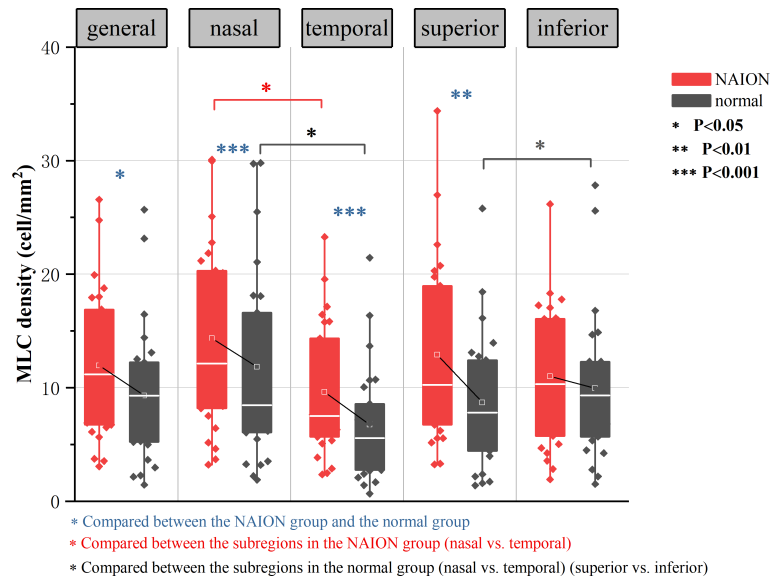 general nasal temporal superior inferior
40
30
20
10
0
MLC density (cell/mm²)
* ** *** *** * * *
NAION
normal
* P<0.05
** P<0.01
*** P<0.001
* Compared between the NAION group and the normal group
* Compared between the subregions in the NAION group (nasal vs. temporal)
* Compared between the subregions in the normal group (nasal vs. temporal) (superior vs. inferior)